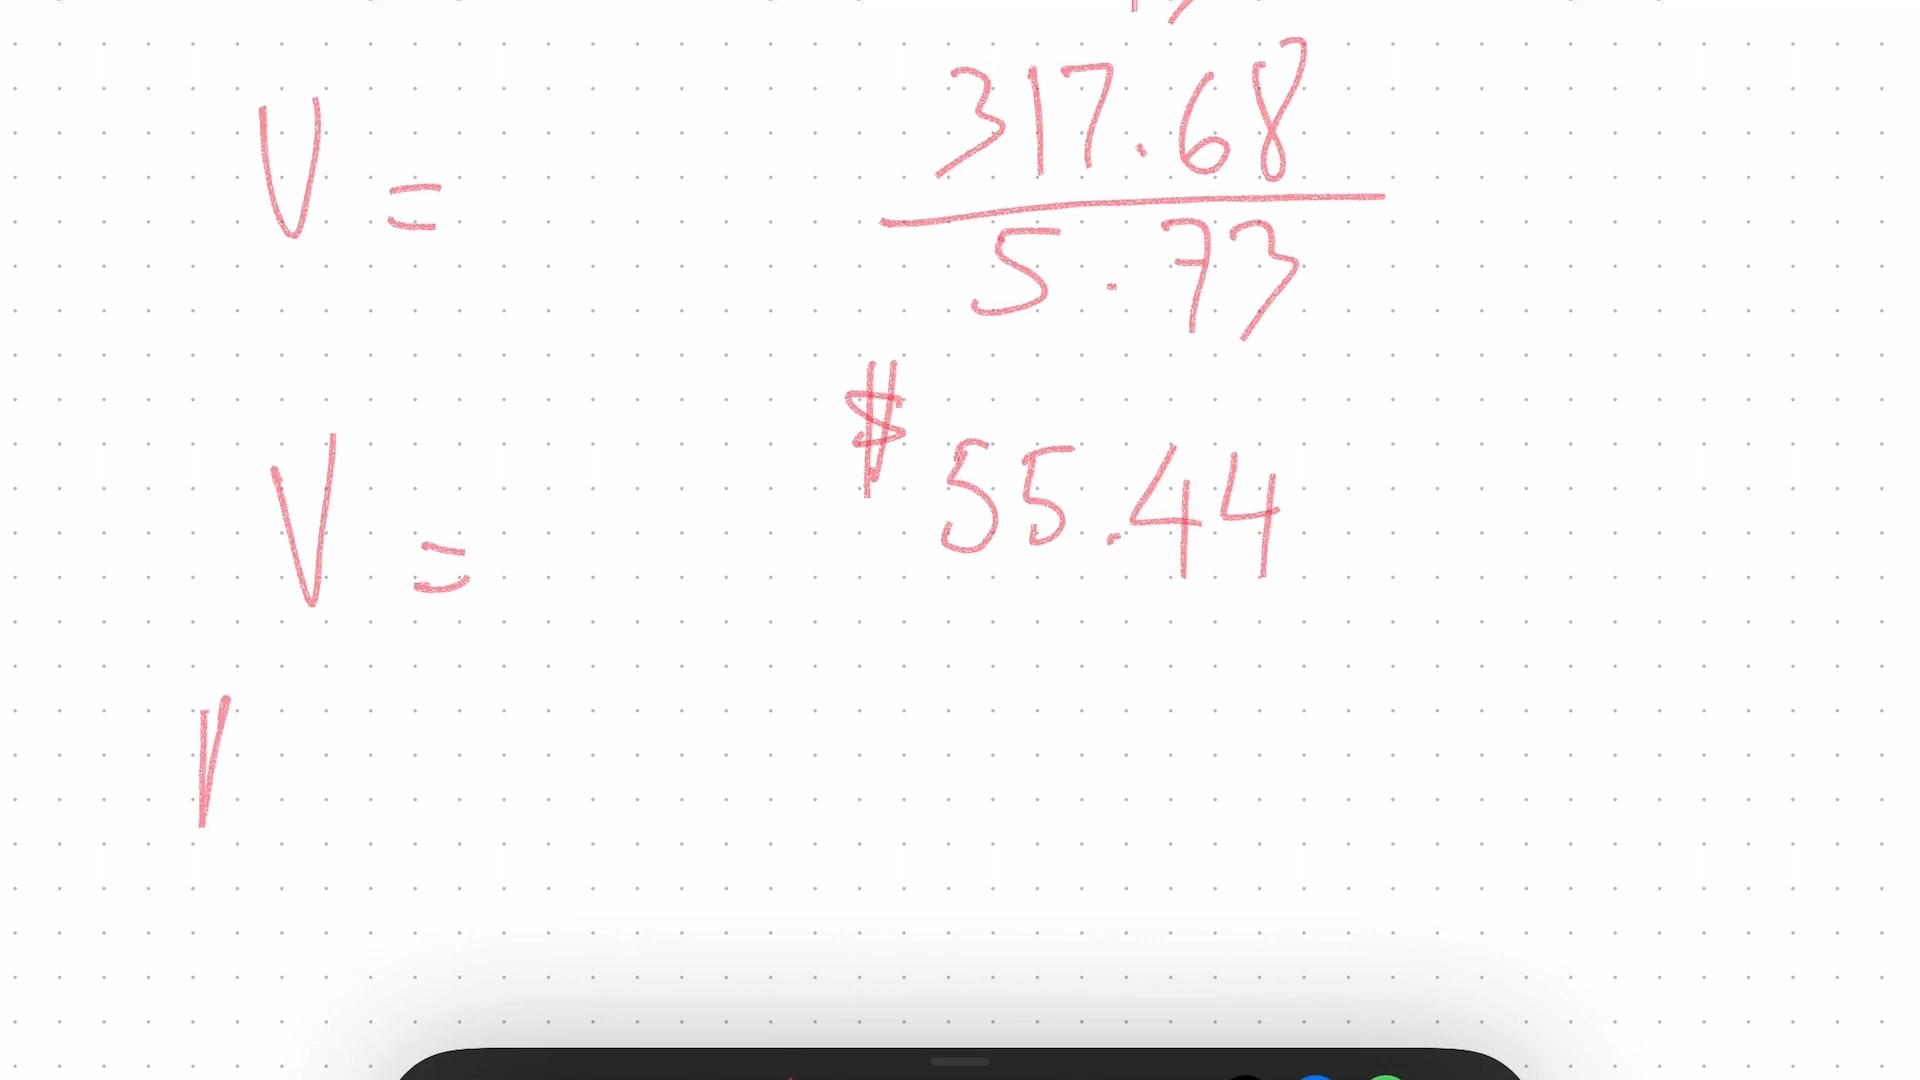 V = 317.68
5.73
V = $55.44
V